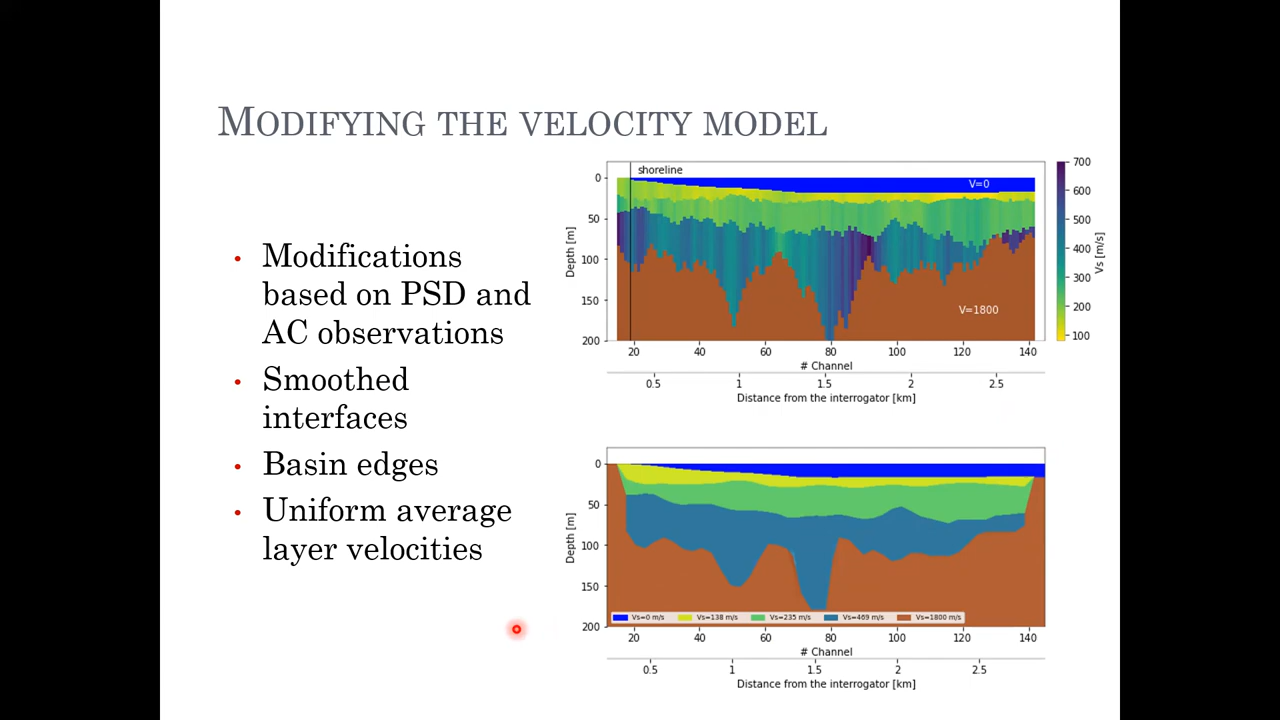 MODIFYING THE VELOCITY MODEL
• Modifications
based on PSD and
AC observations
• Smoothed
interfaces
• Basin edges
• Uniform average
layer velocities
shoreline
V=0
V=1800
Depth [m]
0
50
100
150
200
20 40 60 80 100 120 140
# Channel
0.5 1 1.5 2 2.5
Distance from the interrogator [km]
700
600
500
400
300
200
100
Vs [m/s]
Depth [m]
0
50
100
150
200
Vs=0 m/s Vs=138 m/s Vs=235 m/s Vs=469 m/s Vs=1800 m/s
20 40 60 80 100 120 140
# Channel
0.5 1 1.5 2 2.5
Distance from the interrogator [km]